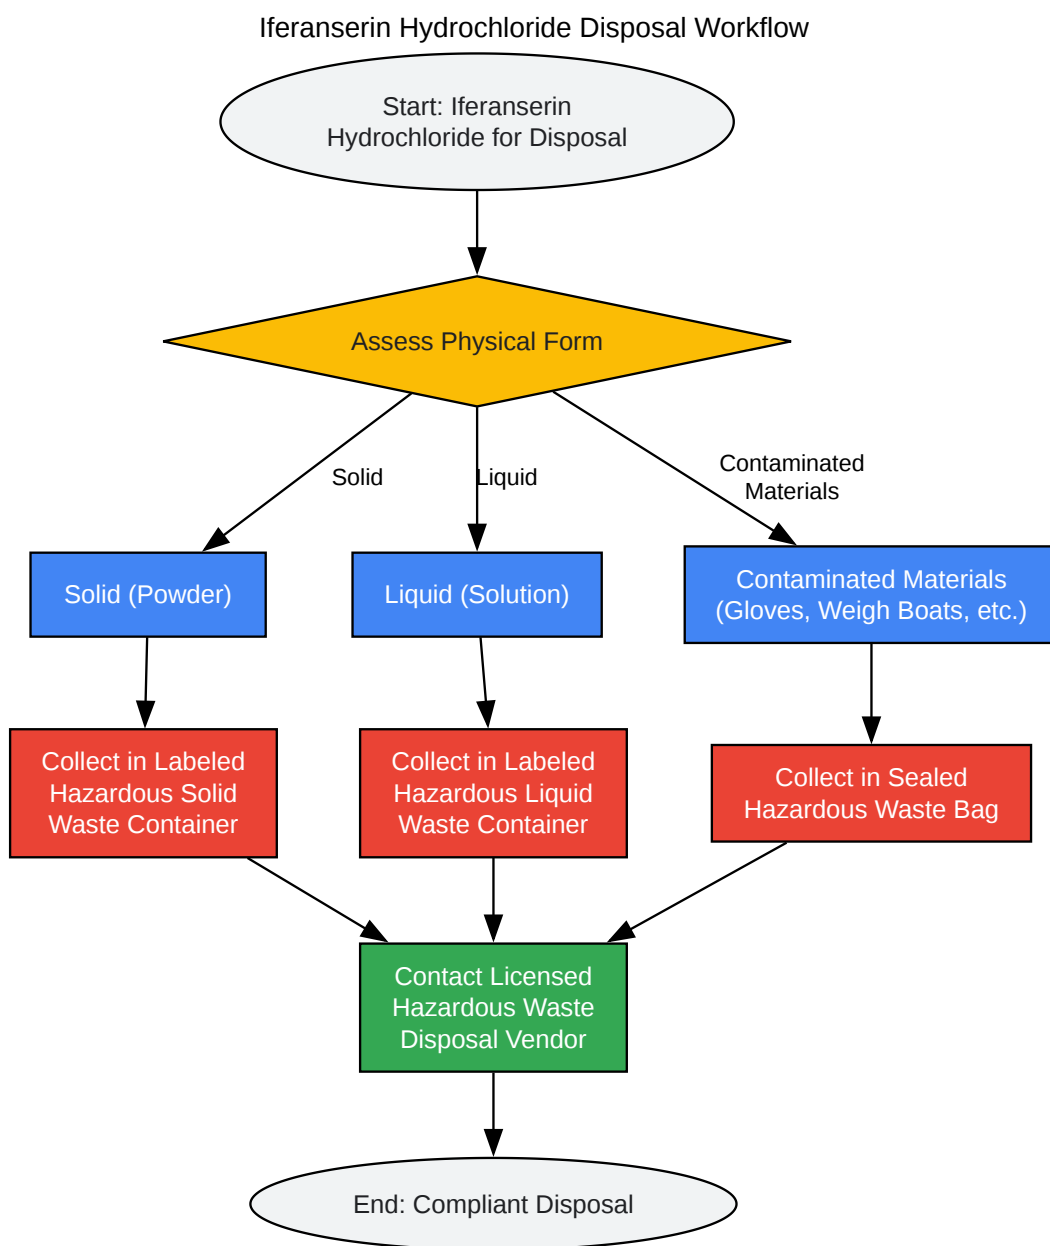 Iferanserin Hydrochloride Disposal Workflow
Start: Iferanserin
Hydrochloride for Disposal
Assess Physical Form
Solid
Liquid
Contaminated
Materials
Solid (Powder)
Liquid (Solution)
Contaminated Materials
(Gloves, Weigh Boats, etc.)
Collect in Labeled
Hazardous Solid
Waste Container
Collect in Labeled
Hazardous Liquid
Waste Container
Collect in Sealed
Hazardous Waste Bag
Contact Licensed
Hazardous Waste
Disposal Vendor
End: Compliant Disposal